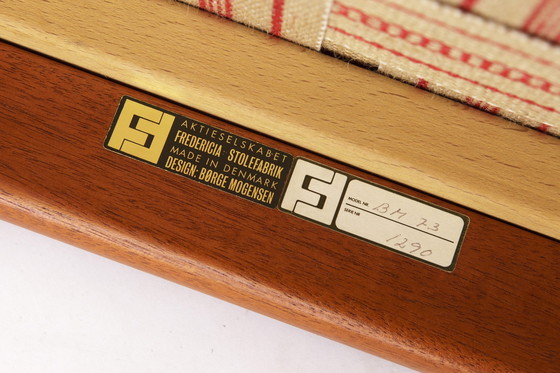 AKTIESELSKABET
FREDERICIA STOLEFABRIK
MADE IN DENMARK
DESIGN: BØRGE MOGENSEN
MODEL NR. BM 73
SERIE NR.
1290